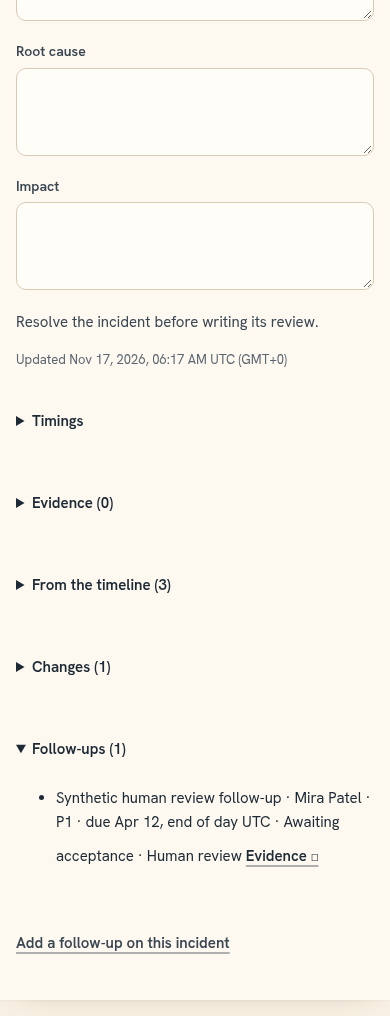 Root cause
Impact
Resolve the incident before writing its review.
Updated Nov 17, 2026, 06:17 AM UTC (GMT+0)
Timings
Evidence (0)
From the timeline (3)
Changes (1)
Follow-ups (1)
Synthetic human review follow-up · Mira Patel ·
P1 · due Apr 12, end of day UTC · Awaiting
acceptance · Human review Evidence
Add a follow-up on this incident